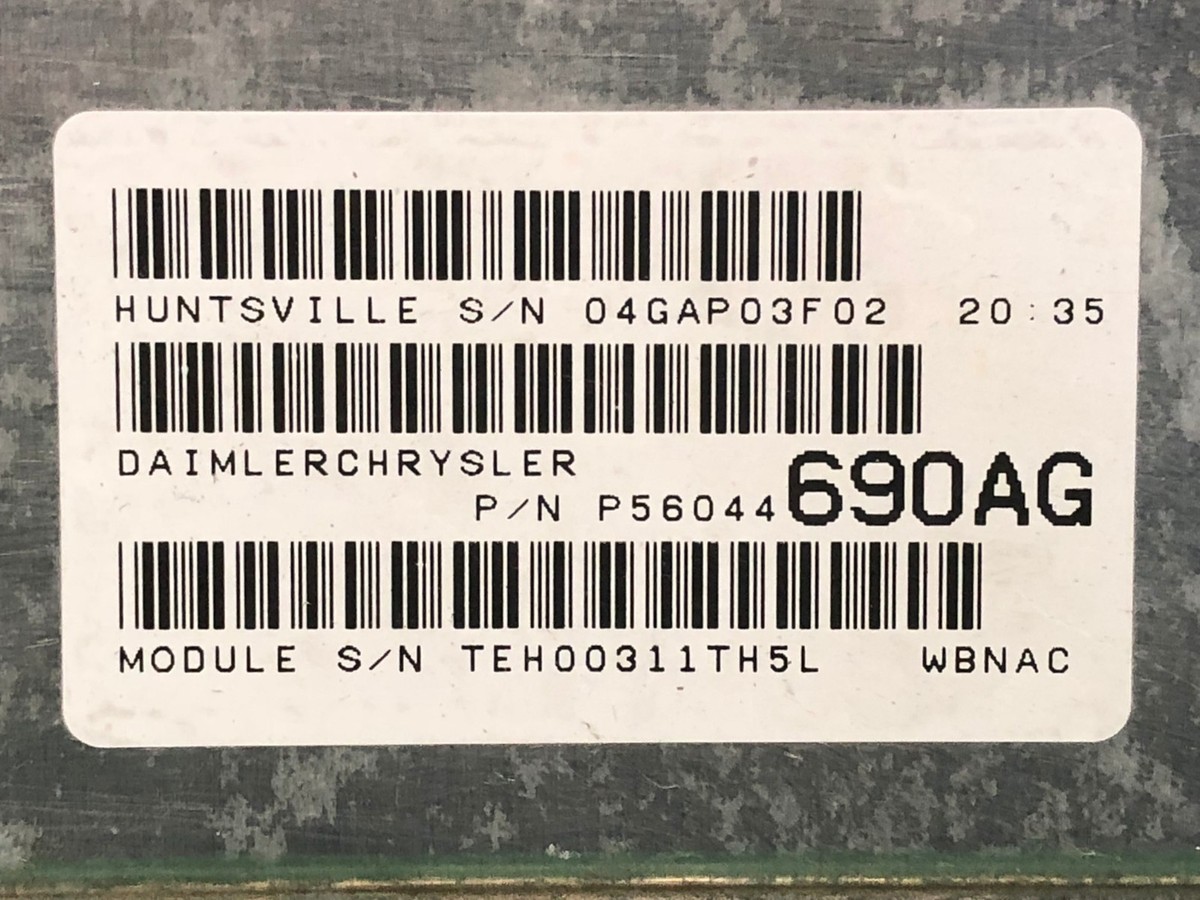 HUNTSVILLE S/N 04GAP03F02 20:35
DAIMLERCHRYSLER
P/N P56044690AG
MODULE S/N TEH00311TH5L WBNAC